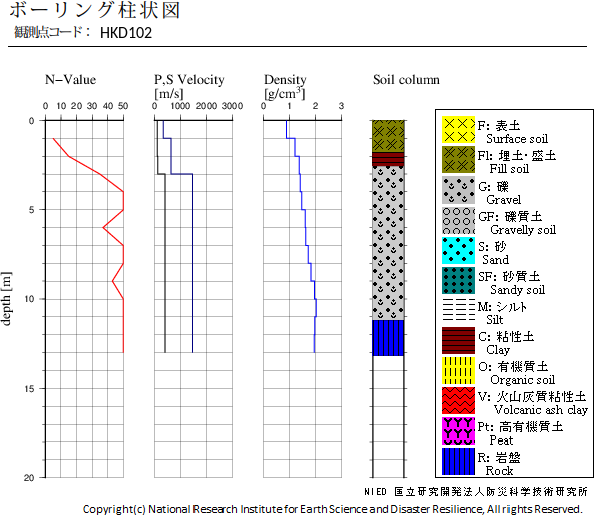 ボーリング柱状図
観測点コード： HKD102
N−Value
P,S Velocity
[m/s]
Density
[g/cm3]
Soil column
0 10 20 30 40 50
0 1000 2000 3000
0 1 2 3
0
5
10
15
20
depth [m]
F: 表土
Surface soil
Fl: 埋土・盛土
Fill soil
G: 礫
Gravel
GF: 礫質土
Gravelly soil
S: 砂
Sand
SF: 砂質土
Sandy soil
M: シルト
Silt
C: 粘性土
Clay
O: 有機質土
Organic soil
V: 火山灰質粘性土
Volcanic ash clay
Pt: 高有機質土
Peat
R: 岩盤
Rock
NIED 国立研究開発法人防災科学技術研究所
Copyright(c) National Research Institute for Earth Science and Disaster Resilience, All rights Reserved.